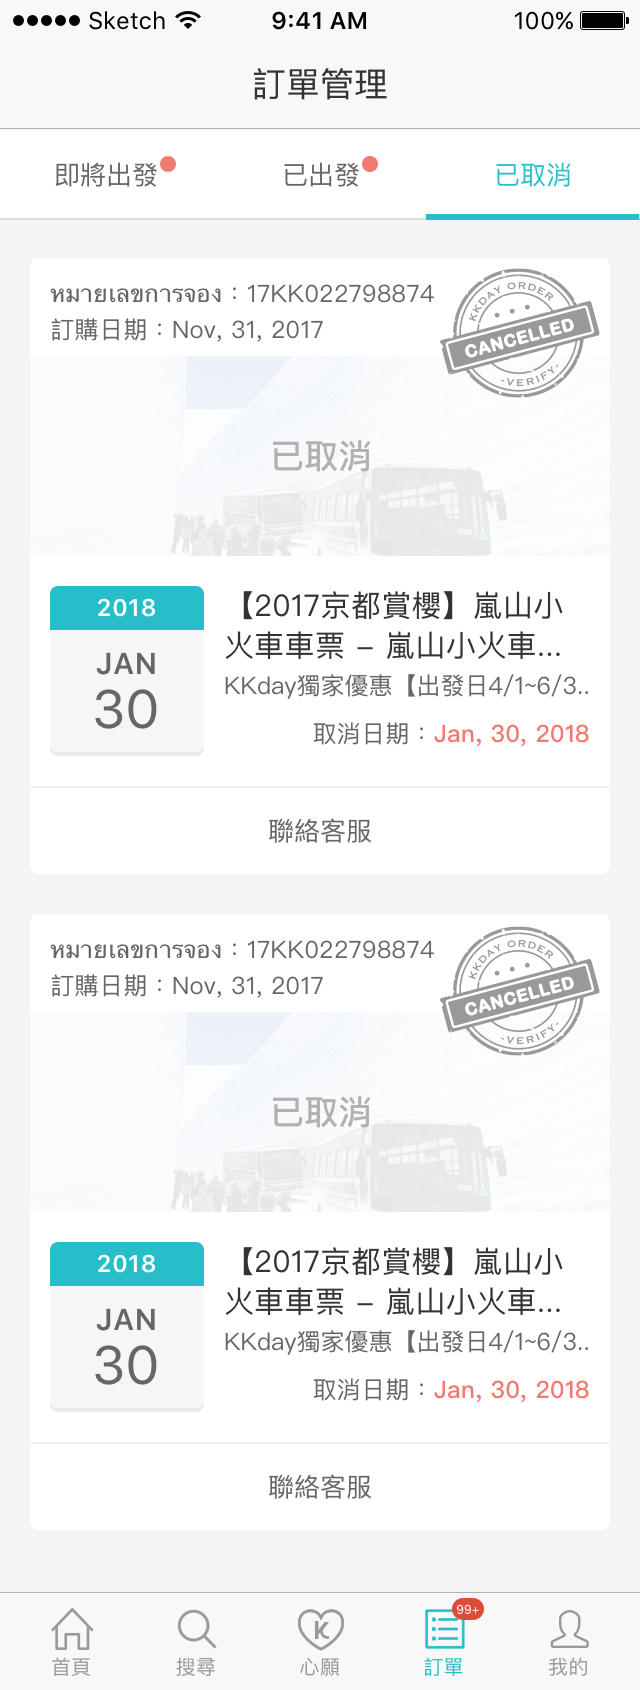 Sketch 9:41 AM 100%
訂單管理
即將出發 已出發 已取消
หมายเลขการจอง：17KK022798874
訂購日期：Nov, 31, 2017
KKDAY ORDER
CANCELLED
-VERIFY-
已取消
2018
JAN
30
【2017京都賞櫻】嵐山小
火車車票 – 嵐山小火車...
KKday獨家優惠【出發日4/1~6/3..
取消日期：Jan, 30, 2018
聯絡客服
หมายเลขการจอง：17KK022798874
訂購日期：Nov, 31, 2017
KKDAY ORDER
CANCELLED
-VERIFY-
已取消
2018
JAN
30
【2017京都賞櫻】嵐山小
火車車票 – 嵐山小火車...
KKday獨家優惠【出發日4/1~6/3..
取消日期：Jan, 30, 2018
聯絡客服
K
99+
首頁 搜尋 心願 訂單 我的